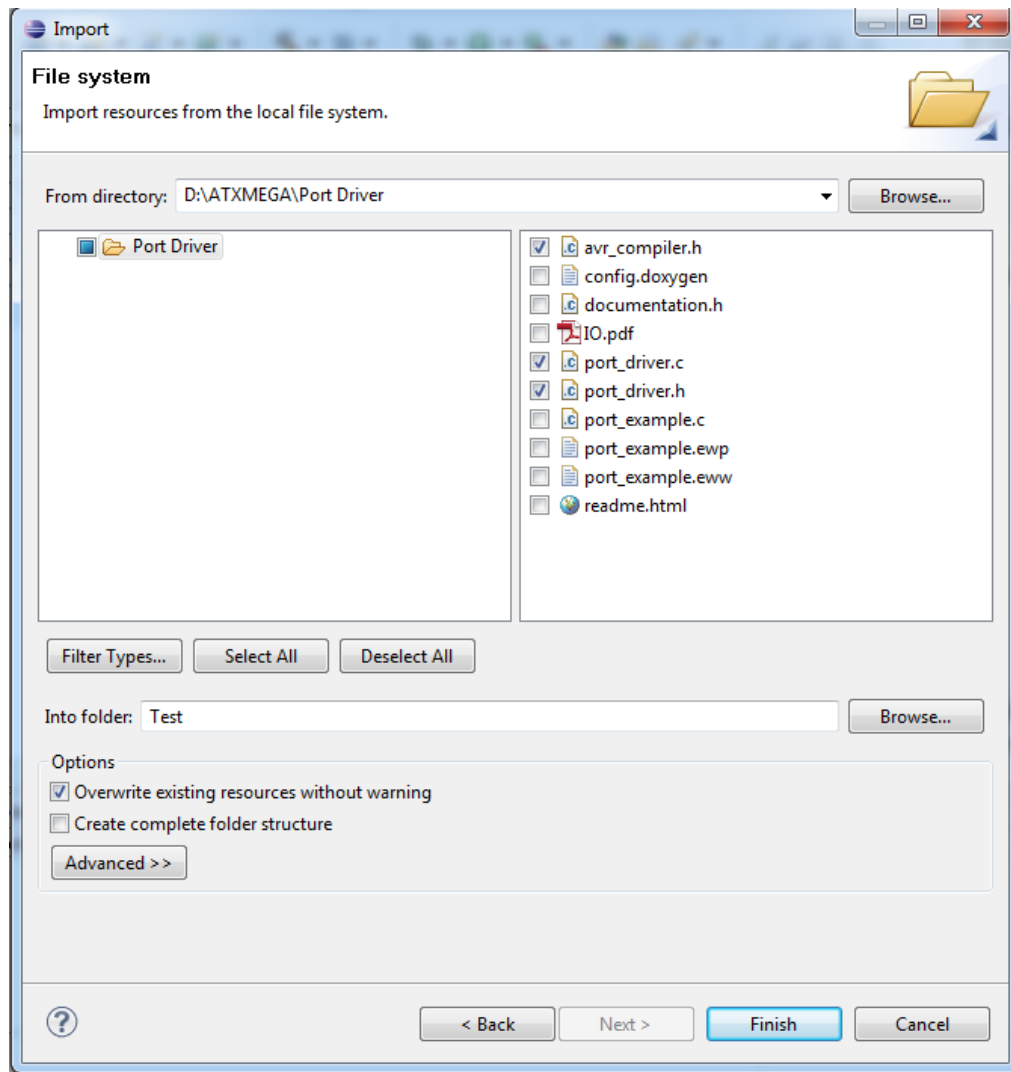 Import
File system
Import resources from the local file system.
From directory: D:\ATXMEGA\Port Driver Browse...
Port Driver
avr_compiler.h
config.doxygen
documentation.h
IO.pdf
port_driver.c
port_driver.h
port_example.c
port_example.ewp
port_example.eww
readme.html
Filter Types... Select All Deselect All
Into folder: Test Browse...
Options
Overwrite existing resources without warning
Create complete folder structure
Advanced >>
< Back Next > Finish Cancel